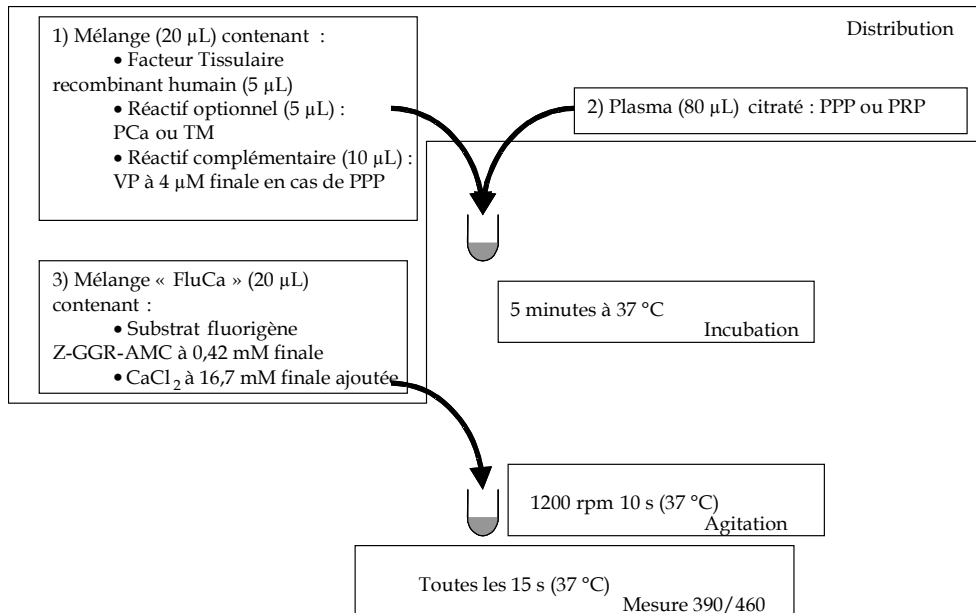 Distribution
1) Mélange (20 µL) contenant :
• Facteur Tissulaire
recombinant humain (5 µL)
• Réactif optionnel (5 µL) :
PCa ou TM
• Réactif complémentaire (10 µL) :
VP à 4 µM finale en cas de PPP
2) Plasma (80 µL) citraté : PPP ou PRP
3) Mélange « FluCa » (20 µL)
contenant :
• Substrat fluorigène
Z-GGR-AMC à 0,42 mM finale
• CaCl2 à 16,7 mM finale ajoutée
5 minutes à 37 °C
Incubation
1200 rpm 10 s (37 °C)
Agitation
Toutes les 15 s (37 °C)
Mesure 390/460